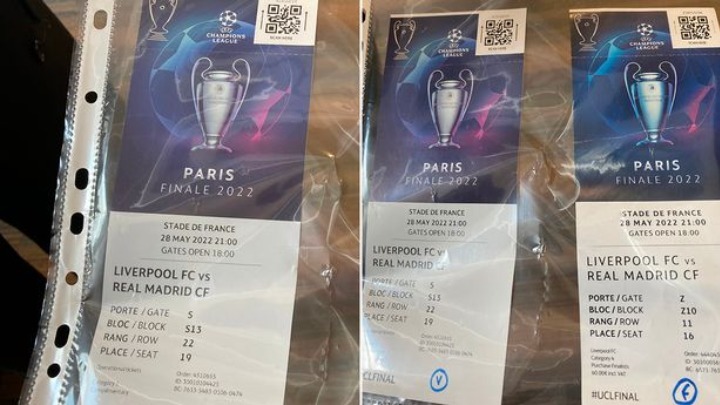 CHAMPIONS
LEAGUE
SCAN HERE
PARIS
FINALE 2022
STADE DE FRANCE
28 MAY 2022 21:00
GATES OPEN 18:00
LIVERPOOL FC vs
REAL MADRID CF
PORTE / GATE S
BLOC / BLOCK S13
RANG / ROW 22
PLACE / SEAT 19
CHAMPIONS
LEAGUE
PARIS
FINALE 2022
STADE DE FRANCE
28 MAY 2022 21:00
GATES OPEN 18:00
LIVERPOOL FC vs
REAL MADRID CF
PORTE / GATE S
BLOC / BLOCK S13
RANG / ROW 22
PLACE / SEAT 19
UCLFINAL
V
CHAMPIONS
LEAGUE
PARIS
FINALE 2022
STADE DE FRANCE
28 MAY 2022 21:00
GATES OPEN 18:00
LIVERPOOL FC vs
REAL MADRID CF
PORTE / GATE Z
BLOC / BLOCK Z10
RANG / ROW 11
PLACE / SEAT 16
Liverpool FC
Category 4
#UCLFINAL
F